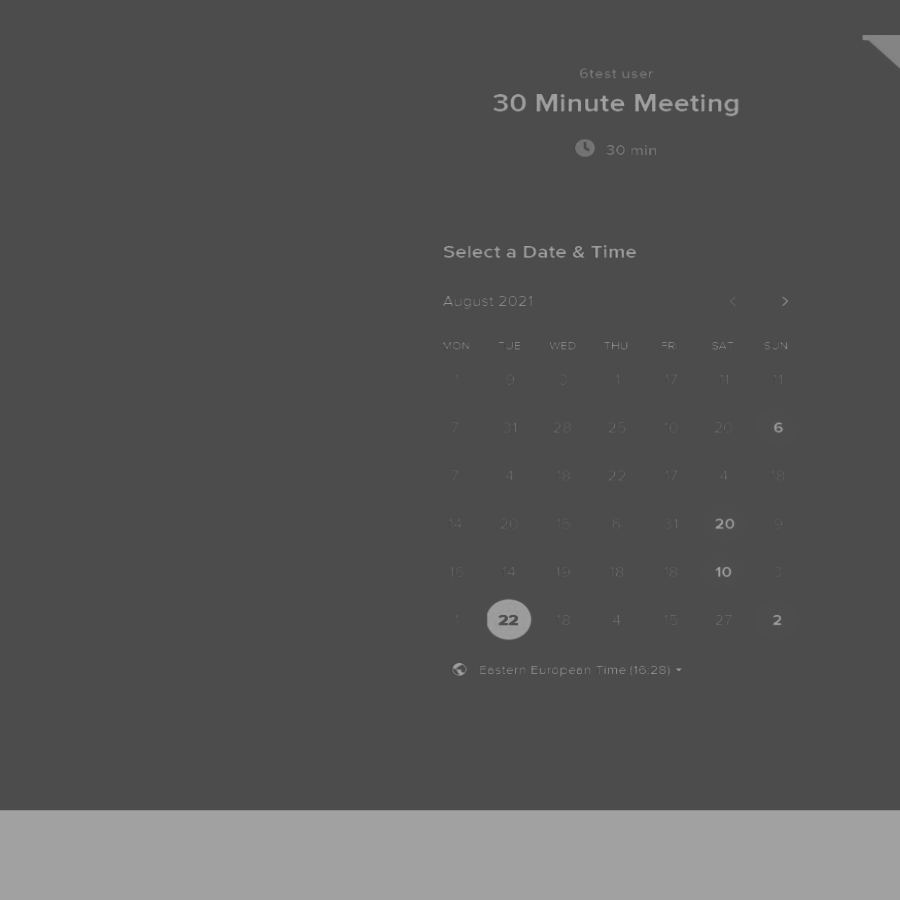 6test user
30 Minute Meeting
30 min
Select a Date & Time
August 2021
MON TUE WED THU FRI SAT SUN
1 9 3 1 17 11 11
7 31 28 25 10 20 6
7 4 18 22 17 4 18
14 20 15 6 31 20 9
16 14 19 18 18 10 3
1 22 18 4 15 27 2
Eastern European Time (16:28)